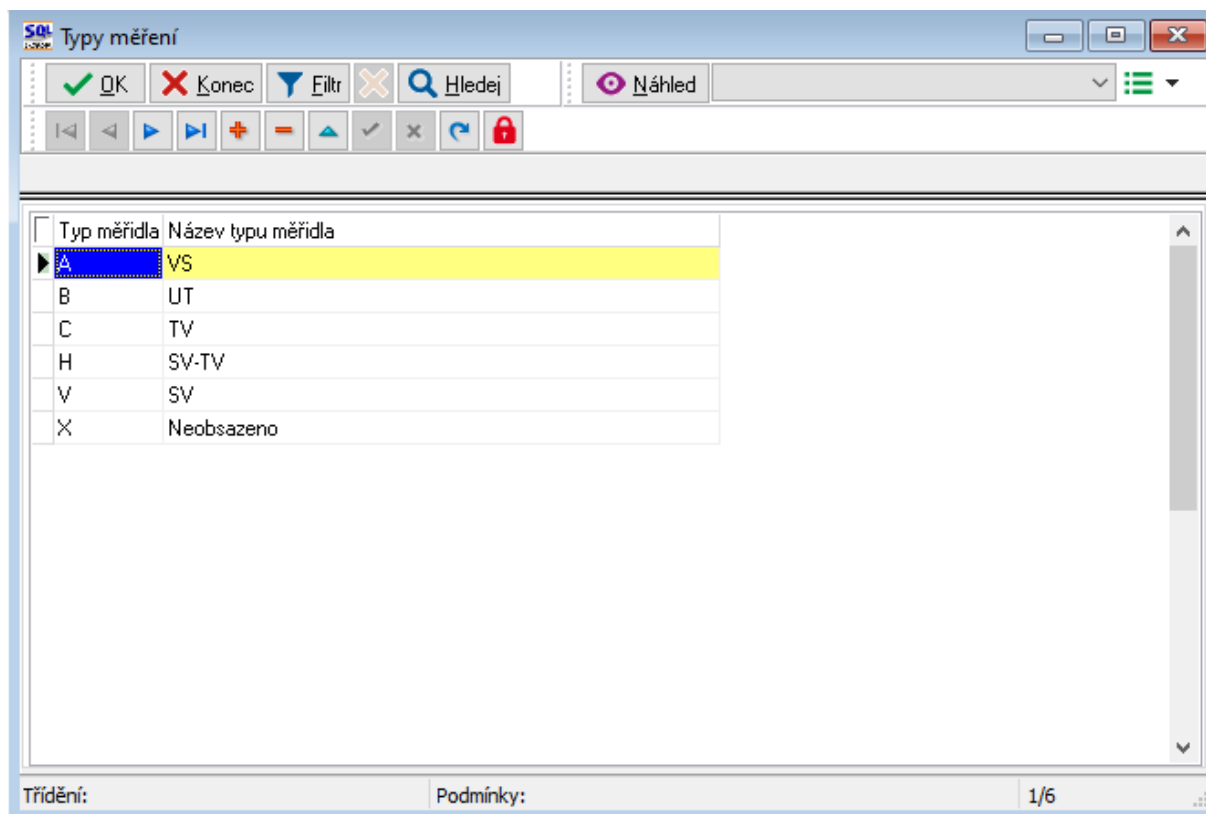 SQL Typy měření
OK Konec Filtr Hledej Náhled
Typ měřidla Název typu měřidla
A VS
B UT
C TV
H SV-TV
V SV
X Neobsazeno
Třídění: Podmínky: 1/6